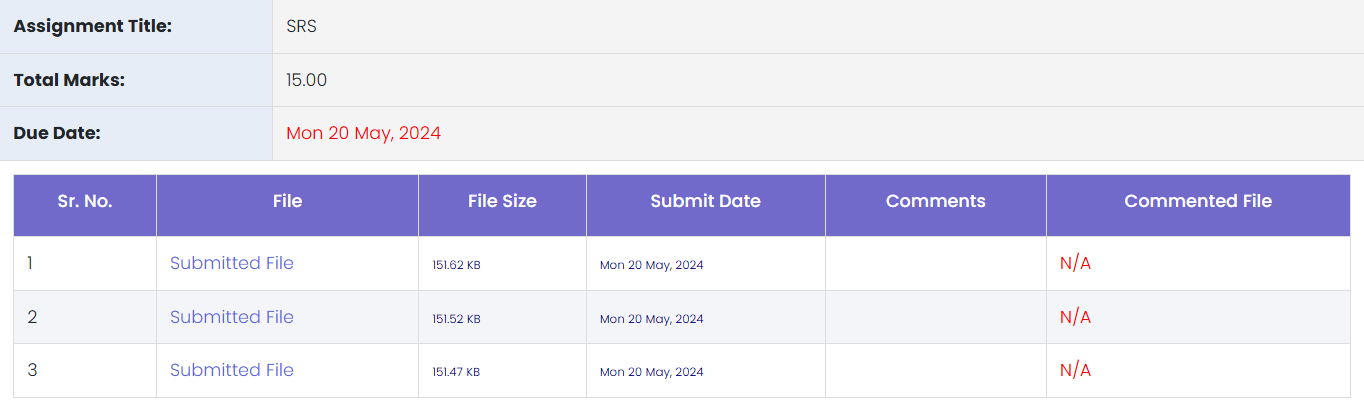 Assignment Title: SRS
Total Marks: 15.00
Due Date: Mon 20 May, 2024
Sr. No. File File Size Submit Date Comments Commented File
1 Submitted File 151.62 KB Mon 20 May, 2024 N/A
2 Submitted File 151.52 KB Mon 20 May, 2024 N/A
3 Submitted File 151.47 KB Mon 20 May, 2024 N/A